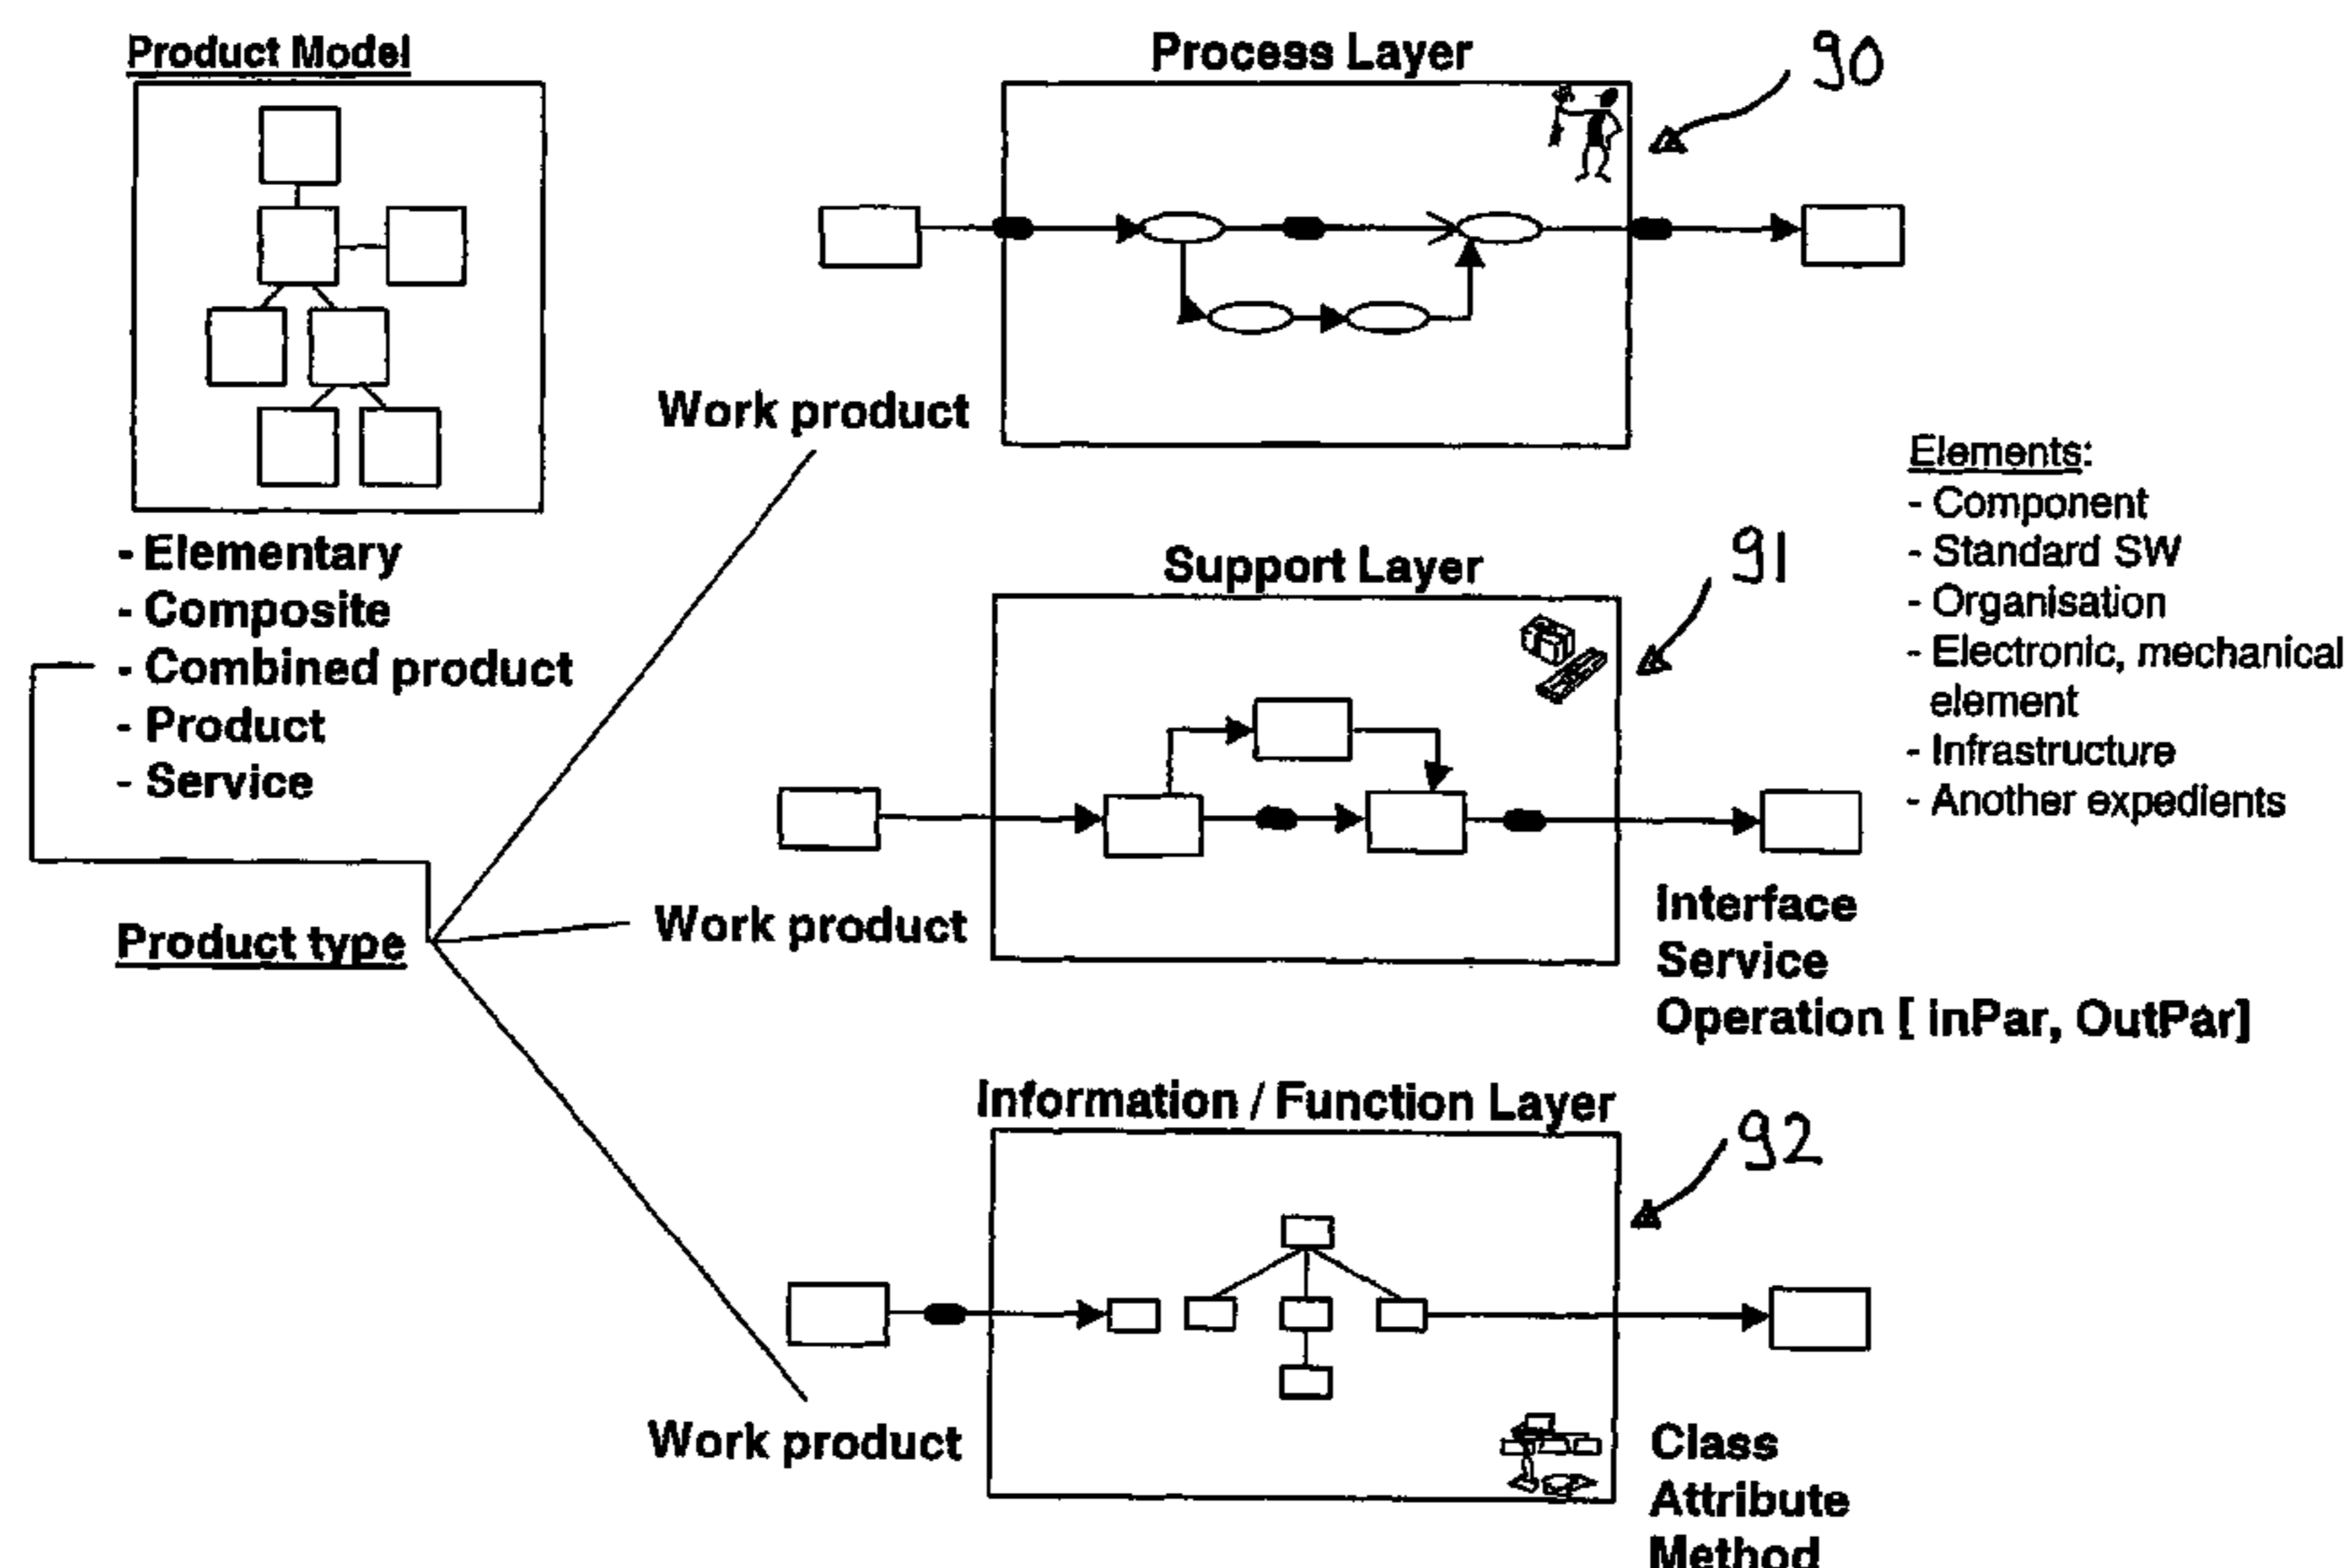 Product Model
- Elementary
- Composite
- Combined product
- Product
- Service
Product type
Process Layer
90
Work product
Support Layer
91
Work product
Elements:
- Component
- Standard SW
- Organisation
- Electronic, mechanical
element
- Infrastructure
- Another expedients
Interface
Service
Operation [ inPar, OutPar]
Information / Function Layer
92
Work product
Class
Attribute
Method